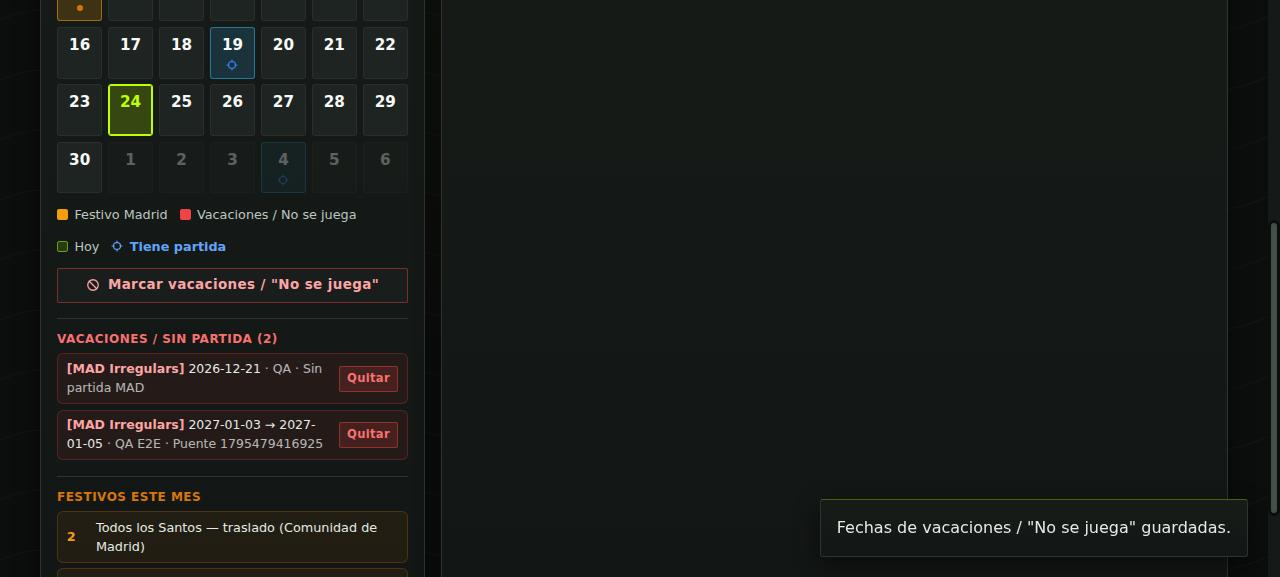 16 17 18 19 20 21 22
23 24 25 26 27 28 29
30 1 2 3 4 5 6
Festivo Madrid Vacaciones / No se juega
Hoy Tiene partida
Marcar vacaciones / "No se juega"
VACACIONES / SIN PARTIDA (2)
[MAD Irregulars] 2026-12-21 · QA · Sin
partida MAD
Quitar
[MAD Irregulars] 2027-01-03 → 2027-
01-05 · QA E2E · Puente 1795479416925
Quitar
FESTIVOS ESTE MES
2 Todos los Santos — traslado (Comunidad de
Madrid)
Fechas de vacaciones / "No se juega" guardadas.